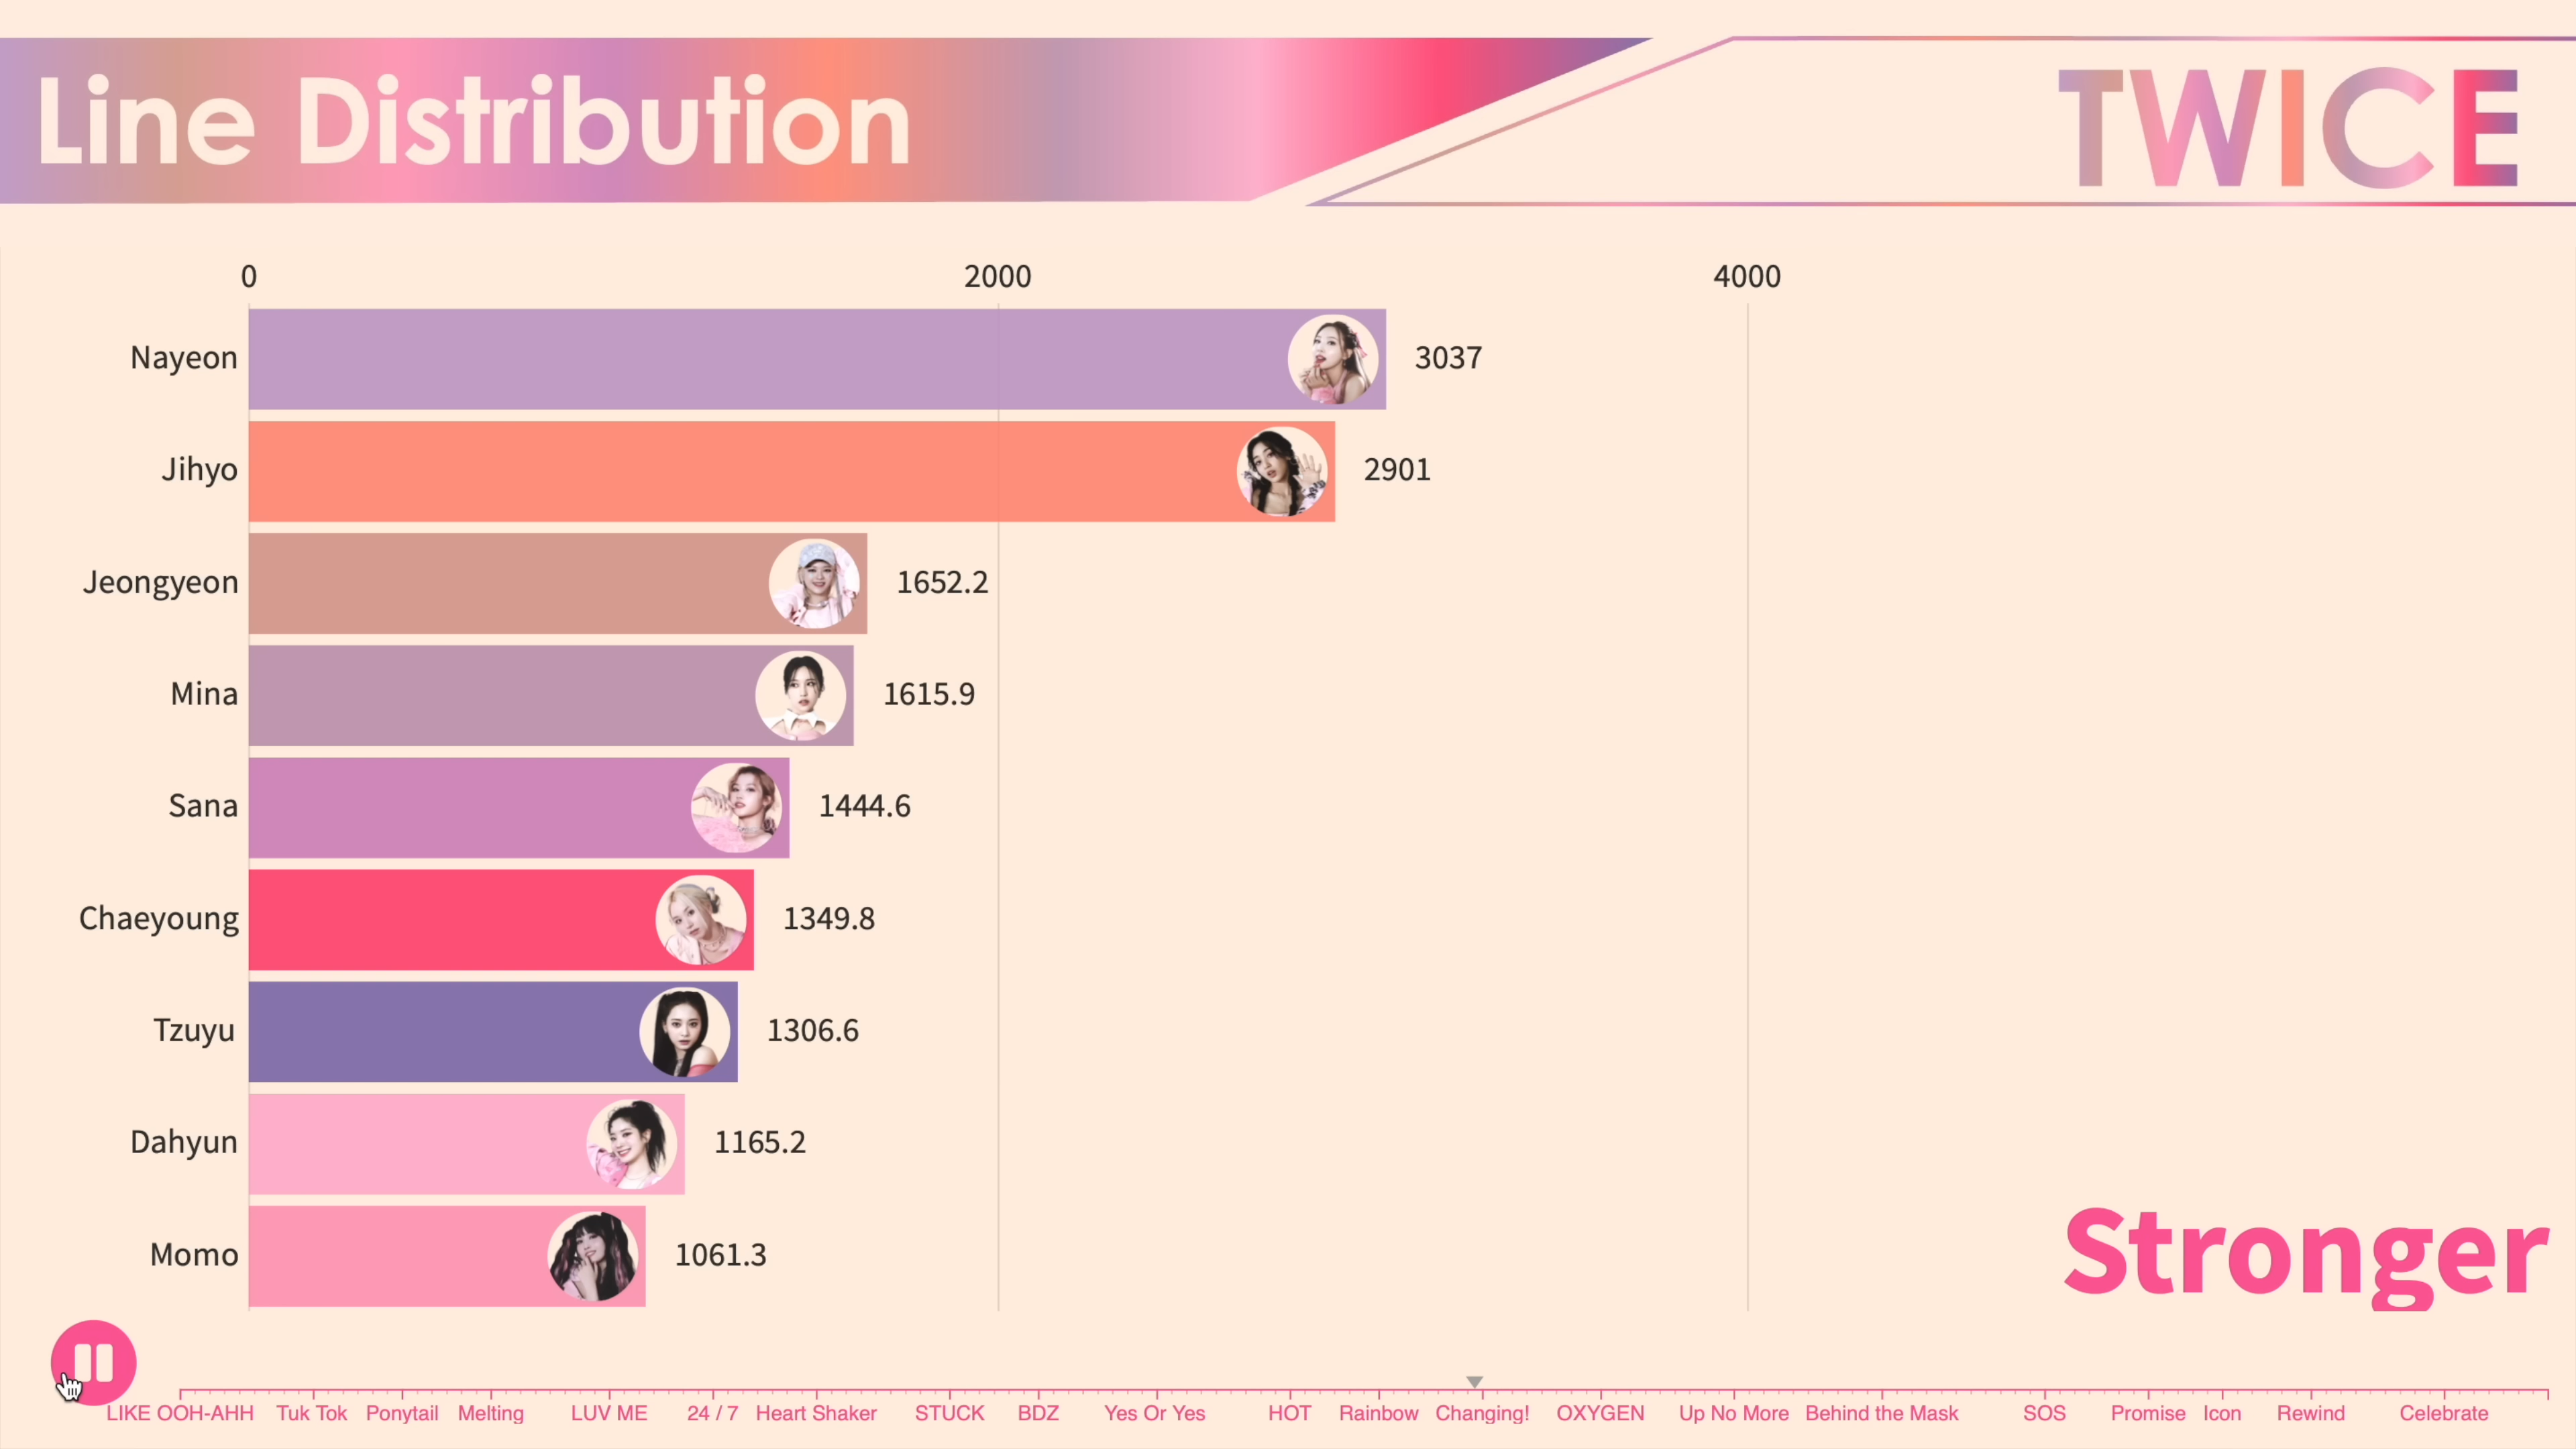 Line Distribution
TWICE
0 2000 4000
Nayeon 3037
Jihyo 2901
Jeongyeon 1652.2
Mina 1615.9
Sana 1444.6
Chaeyoung 1349.8
Tzuyu 1306.6
Dahyun 1165.2
Momo 1061.3
Stronger
LIKE OOH-AHH Tuk Tok Ponytail Melting LUV ME 24 / 7 Heart Shaker STUCK BDZ Yes Or Yes HOT Rainbow Changing! OXYGEN Up No More Behind the Mask SOS Promise Icon Rewind Celebrate